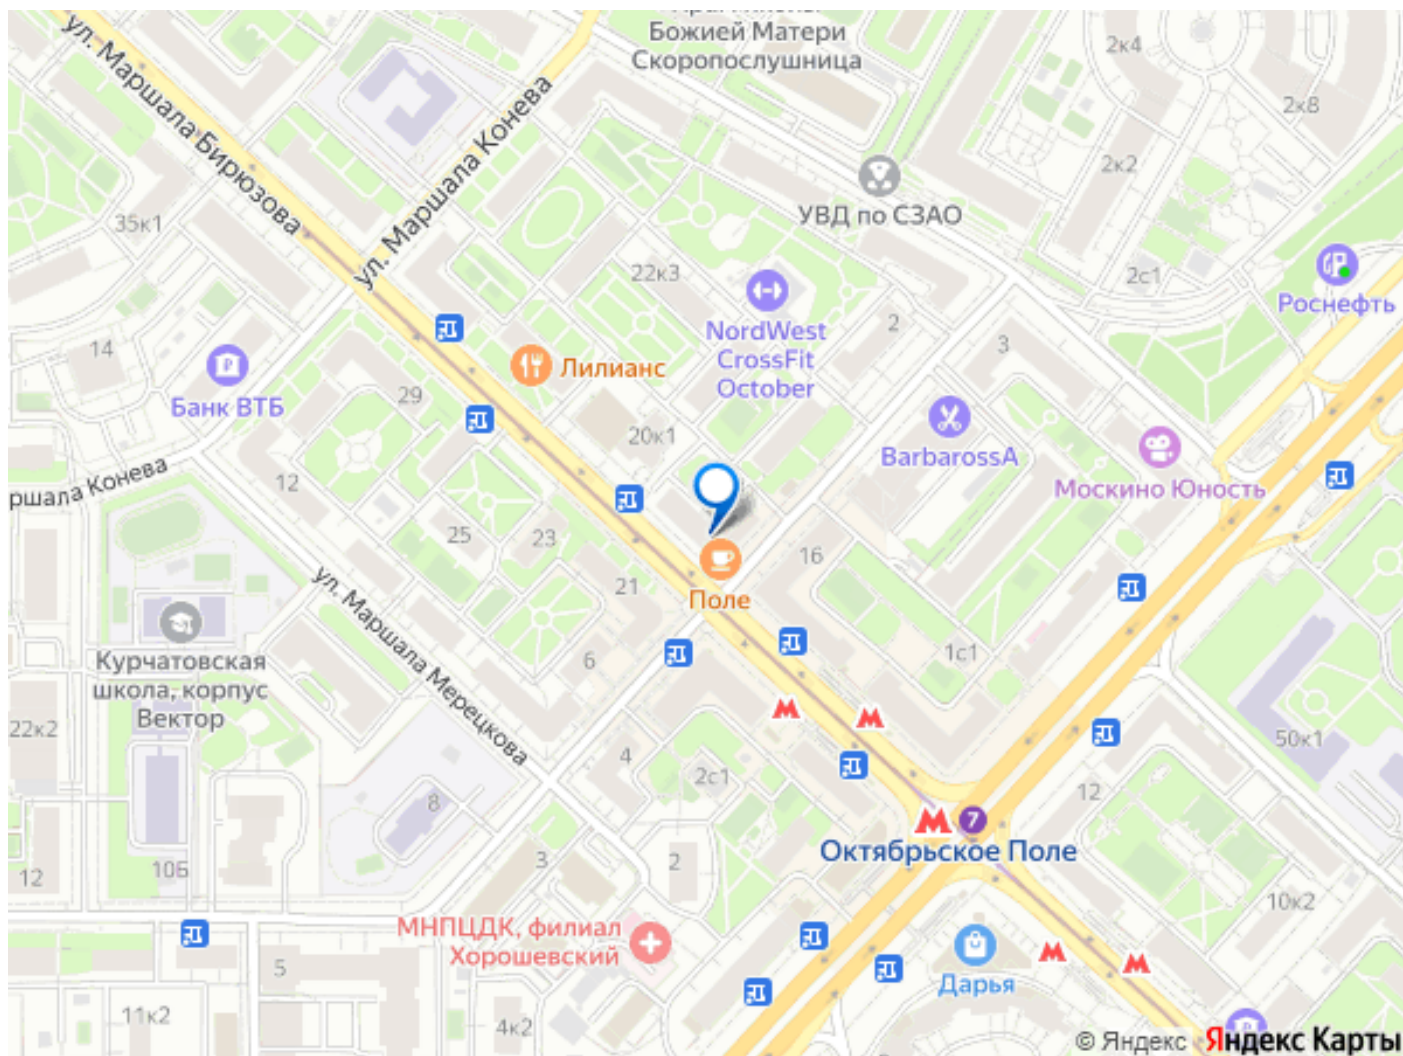 Божией Матери
Скоропослушница
2к4
2к8
2к2
ул. Маршала Бирюзова
ул. Маршала Конева
УВД по СЗАО
35к1
22к3
2с1
Роснефть
NordWest
CrossFit
October
2
3
14
Лилианс
Банк ВТБ
29
20к1
BarbarossA
Москино Юность
ршала Конева
12
25
23
16
ул. Маршала Мерецкова
21
Поле
Курчатовская
школа, корпус
Вектор
6
1с1
22к2
4
2с1
50к1
8
12
7
Октябрьское Поле
12
10Б
3
2
10к2
МНПЦДК, филиал
Хорошевский
5
Дарья
11к2
4к2
© Яндекс Яндекс Карты